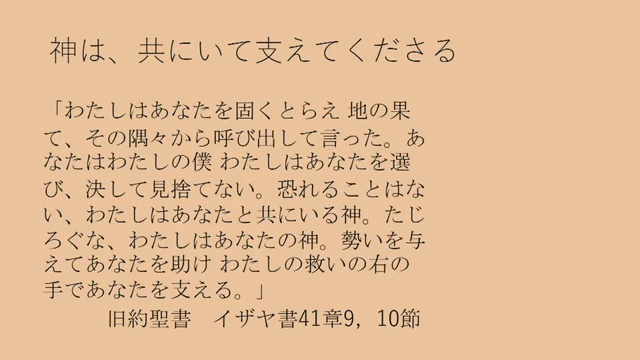 神は、共にいて支えてくださる
「わたしはあなたを固くとらえ 地の果
て、その隅々から呼び出して言った。あ
なたはわたしの僕 わたしはあなたを選
び、決して見捨てない。恐れることはな
い、わたしはあなたと共にいる神。たじ
ろぐな、わたしはあなたの神。勢いを与
えてあなたを助け わたしの救いの右の
手であなたを支える。」
旧約聖書　イザヤ書41章9，10節